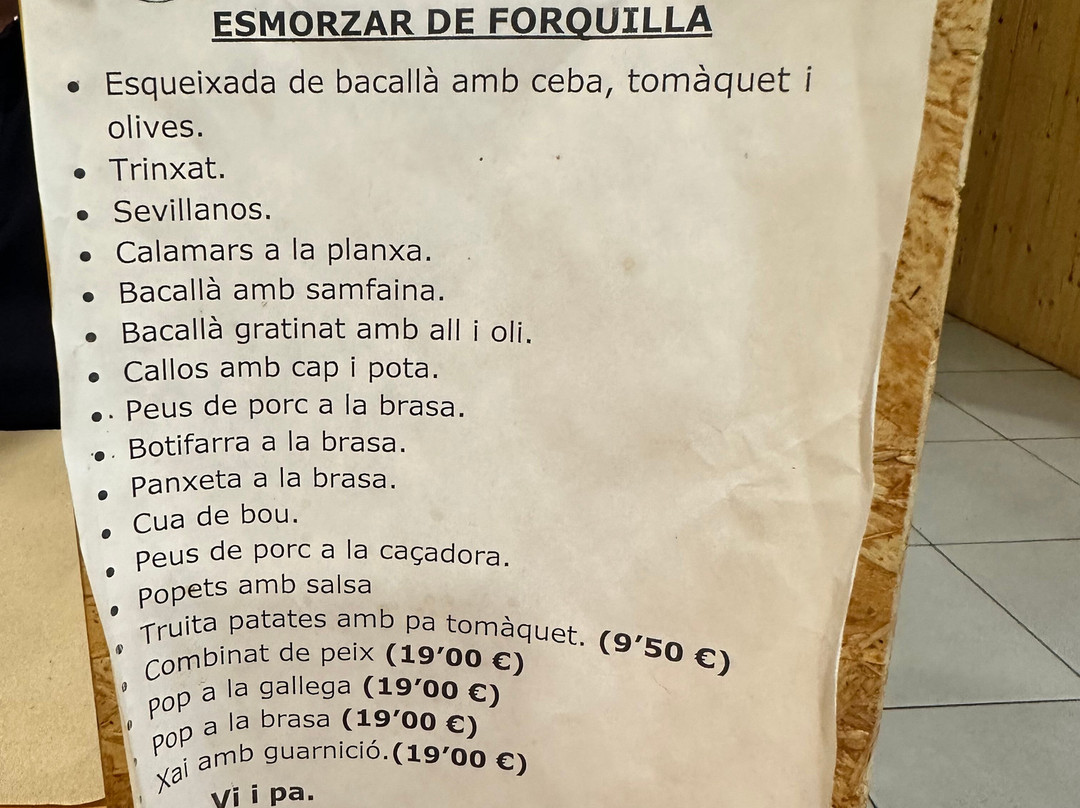 ESMORZAR DE FORQUILLA
• Esqueixada de bacallà amb ceba, tomàquet i
olives.
• Trinxat.
• Sevillanos.
• Calamars a la planxa.
• Bacallà amb samfaina.
• Bacallà gratinat amb all i oli.
• Callos amb cap i pota.
• Peus de porc a la brasa.
• Botifarra a la brasa.
• Panxeta a la brasa.
• Cua de bou.
• Peus de porc a la caçadora.
• Popets amb salsa
• Truita patates amb pa tomàquet. (9’50 €)
• Combinat de peix (19’00 €)
• Pop a la gallega (19’00 €)
• Pop a la brasa (19’00 €)
• Xai amb guarnició.(19’00 €)
Vi i pa.